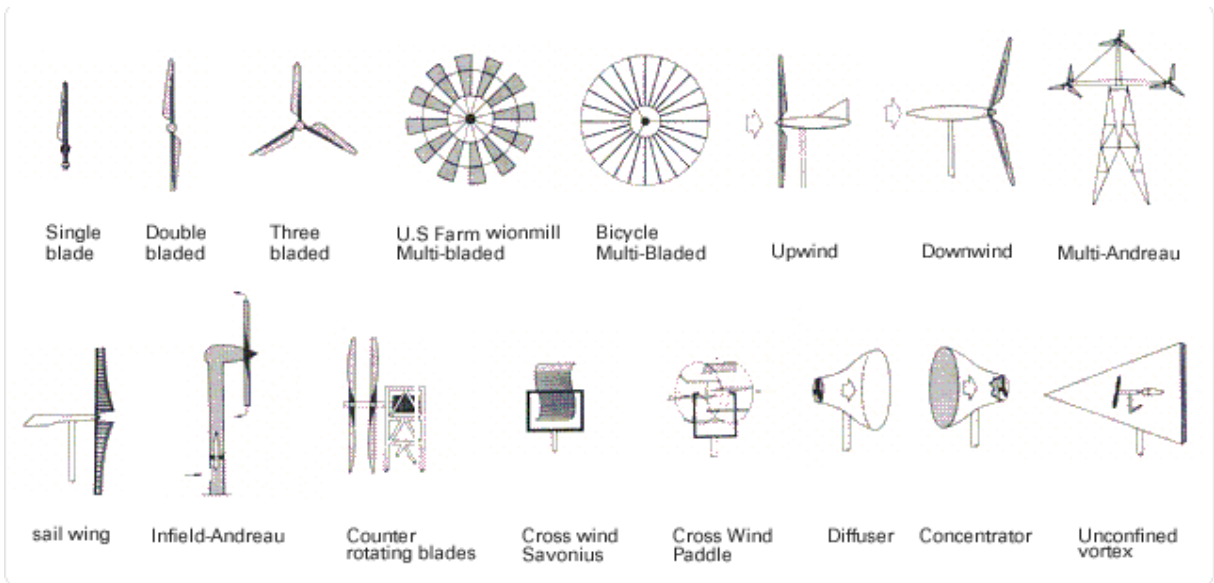 Single
blade
Double
bladed
Three
bladed
U.S Farm wionmill
Multi-bladed
Bicycle
Multi-Bladed
Upwind
Downwind
Multi-Andreau
sail wing
Infield-Andreau
Counter
rotating blades
Cross wind
Savonius
Cross Wind
Paddle
Diffuser
Concentrator
Unconfined
vortex